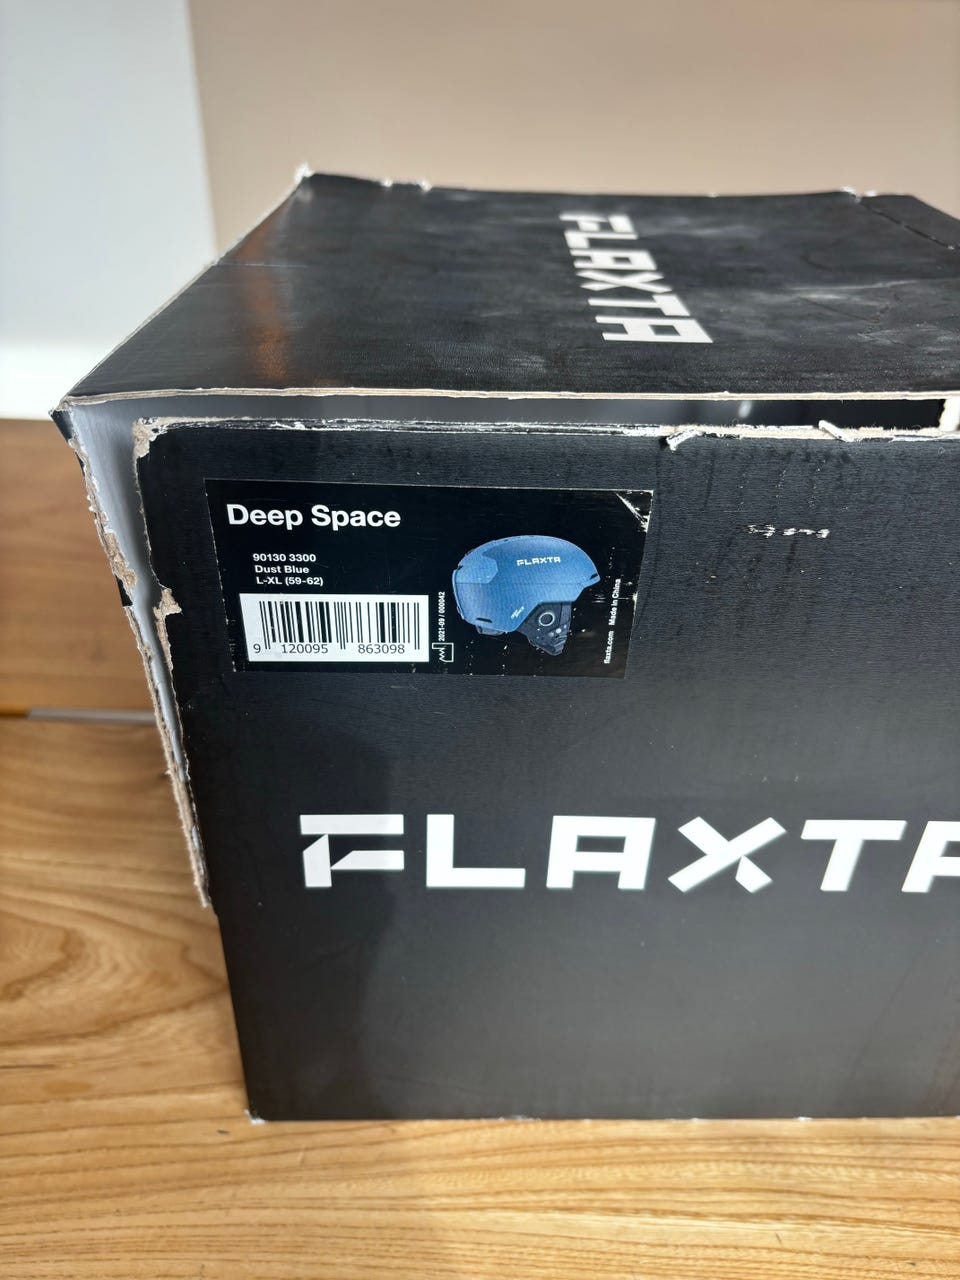 FLAXTA
Deep Space
90130 3300
Dust Blue
L-XL (59-62)
9 120095 863098
2021-09 / 000042
FLAXTA
flaxta.com Made in China
FLAXTA